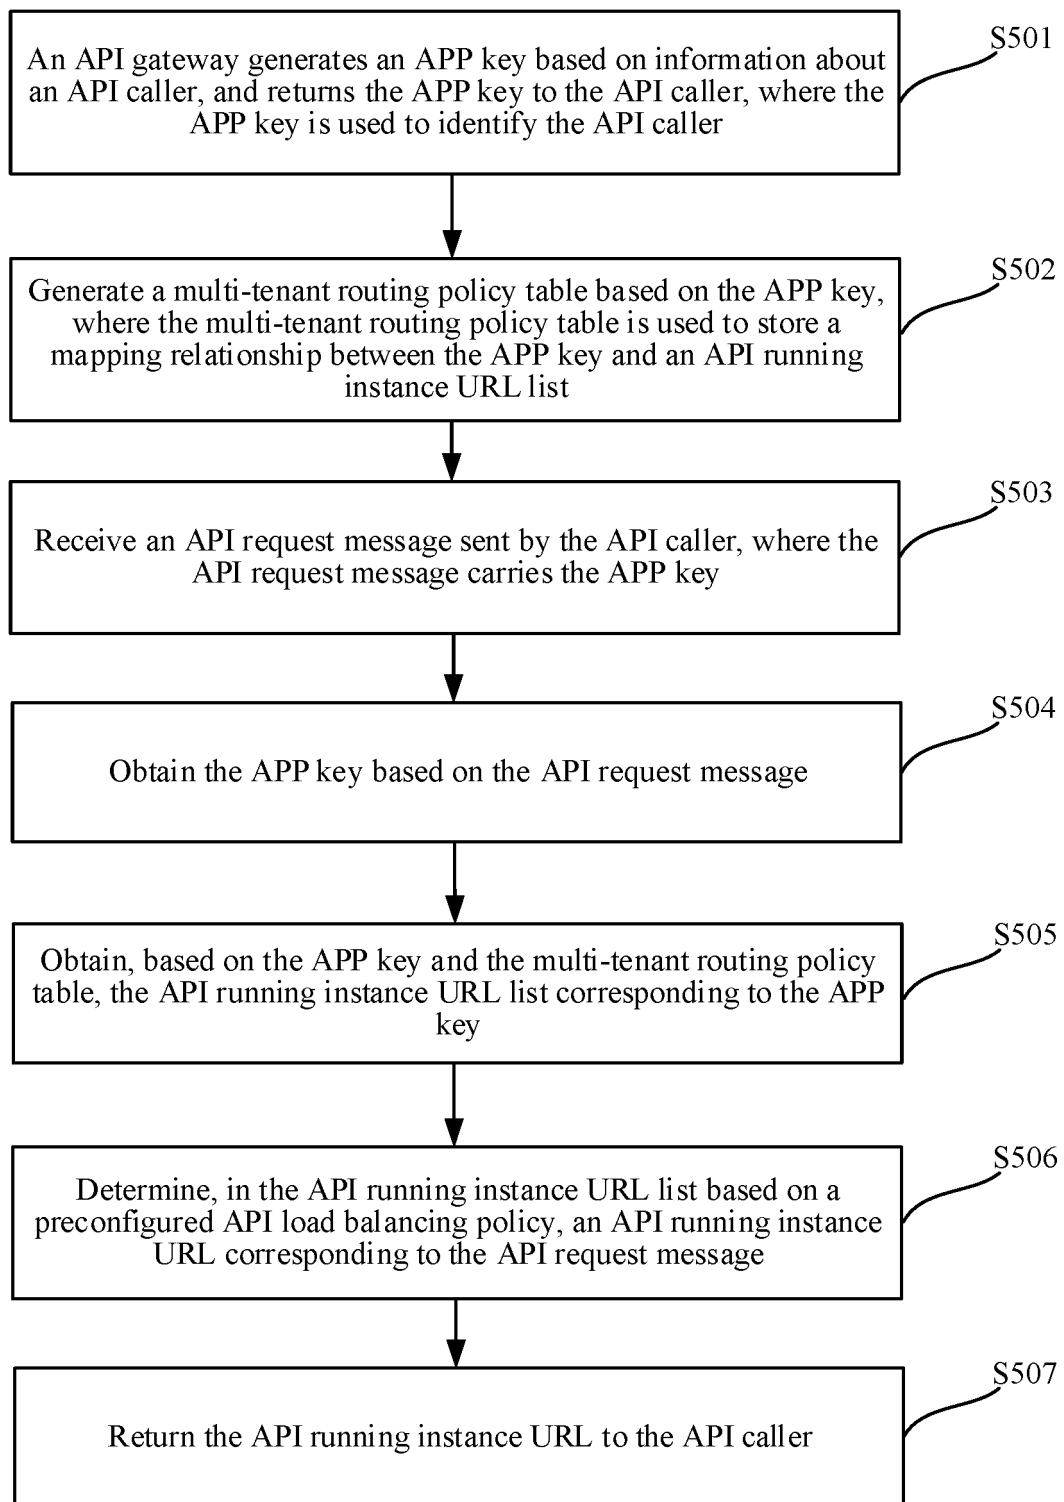 S501
An API gateway generates an APP key based on information about
an API caller, and returns the APP key to the API caller, where the
APP key is used to identify the API caller
S502
Generate a multi-tenant routing policy table based on the APP key,
where the multi-tenant routing policy table is used to store a
mapping relationship between the APP key and an API running
instance URL list
S503
Receive an API request message sent by the API caller, where the
API request message carries the APP key
S504
Obtain the APP key based on the API request message
S505
Obtain, based on the APP key and the multi-tenant routing policy
table, the API running instance URL list corresponding to the APP
key
S506
Determine, in the API running instance URL list based on a
preconfigured API load balancing policy, an API running instance
URL corresponding to the API request message
S507
Return the API running instance URL to the API caller